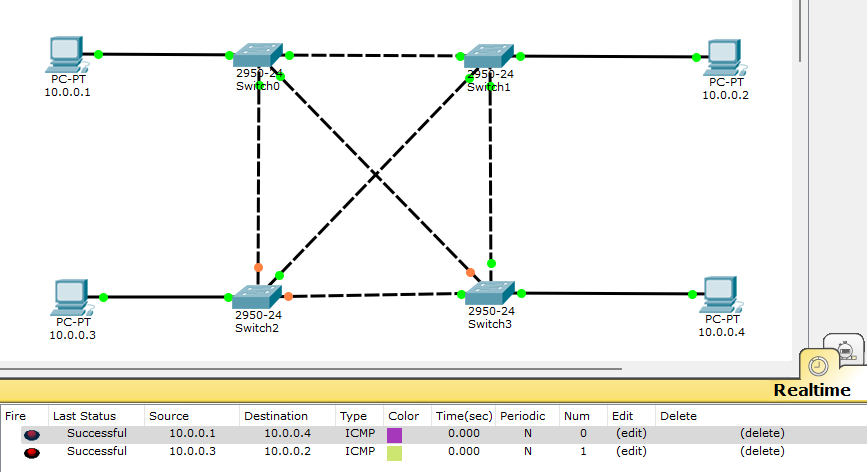 2950-24
Switch0
2950-24
Switch1
PC-PT
10.0.0.1
PC-PT
10.0.0.2
PC-PT
10.0.0.3
2950-24
Switch2
2950-24
Switch3
PC-PT
10.0.0.4
Realtime
Fire Last Status Source Destination Type Color Time(sec) Periodic Num Edit Delete
Successful 10.0.0.1 10.0.0.4 ICMP 0.000 N 0 (edit) (delete)
Successful 10.0.0.3 10.0.0.2 ICMP 0.000 N 1 (edit) (delete)